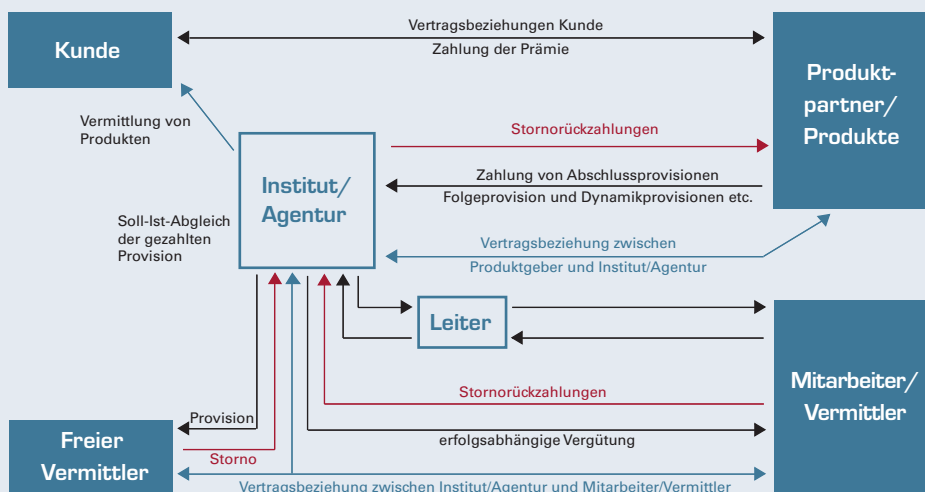 Kunde
Vertragsbeziehungen Kunde
Zahlung der Prämie
Produkt-
partner/
Produkte
Vermittlung von
Produkten
Stornorückzahlungen
Institut/
Agentur
Zahlung von Abschlussprovisionen
Folgeprovision und Dynamikprovisionen etc.
Soll-Ist-Abgleich
der gezahlten
Provision
Vertragsbeziehung zwischen
Produktgeber und Institut/Agentur
Leiter
Mitarbeiter/
Vermittler
Stornorückzahlungen
Provision
erfolgsabhängige Vergütung
Freier
Vermittler
Storno
Vertragsbeziehung zwischen Institut/Agentur und Mitarbeiter/Vermittler